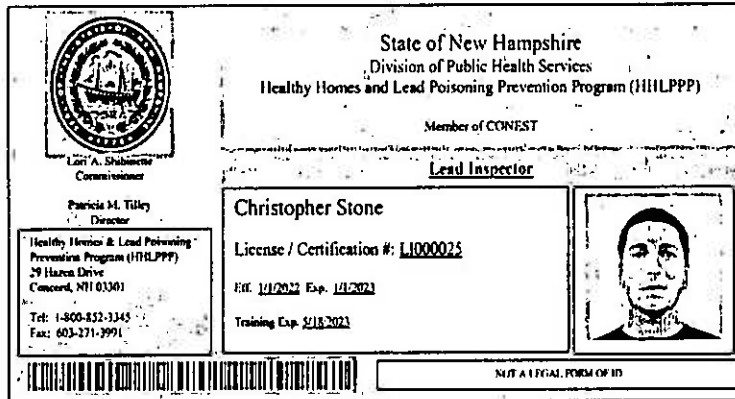 State of New Hampshire
Division of Public Health Services
Healthy Homes and Lead Poisoning Prevention Program (HHLPPP)
Member of CONEST
Lori A. Shibinette
Commissioner
Patricia M. Tilley
Director
Healthy Homes & Lead Poisoning
Prevention Program (HHLPPP)
29 Hazen Drive
Concord, NH 03301
Tel: 1-800-852-3345
Fax: 603-271-3991
Lead Inspector
Christopher Stone
License / Certification #: LI000025
Eff. 1/1/2022 Exp. 1/1/2023
Training Exp. 5/18/2023
NOT A LEGAL FORM OF ID